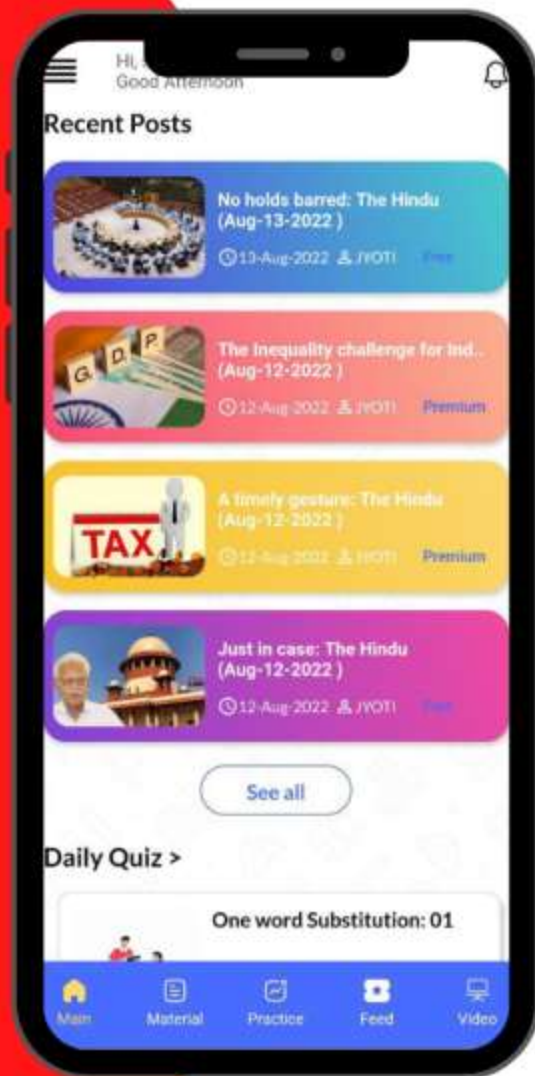 Hi,
Good Afternoon
Recent Posts
No holds barred: The Hindu
(Aug-13-2022 )
13-Aug-2022 JYOTI Free
G. D. P.
The Inequality challenge for Ind..
(Aug-12-2022 )
12-Aug-2022 JYOTI Premium
TAX
A timely gesture: The Hindu
(Aug-12-2022 )
12-Aug-2022 JYOTI Premium
Just in case: The Hindu
(Aug-12-2022 )
12-Aug-2022 JYOTI Free
See all
Daily Quiz >
One word Substitution: 01
Main Material Practice Feed Video